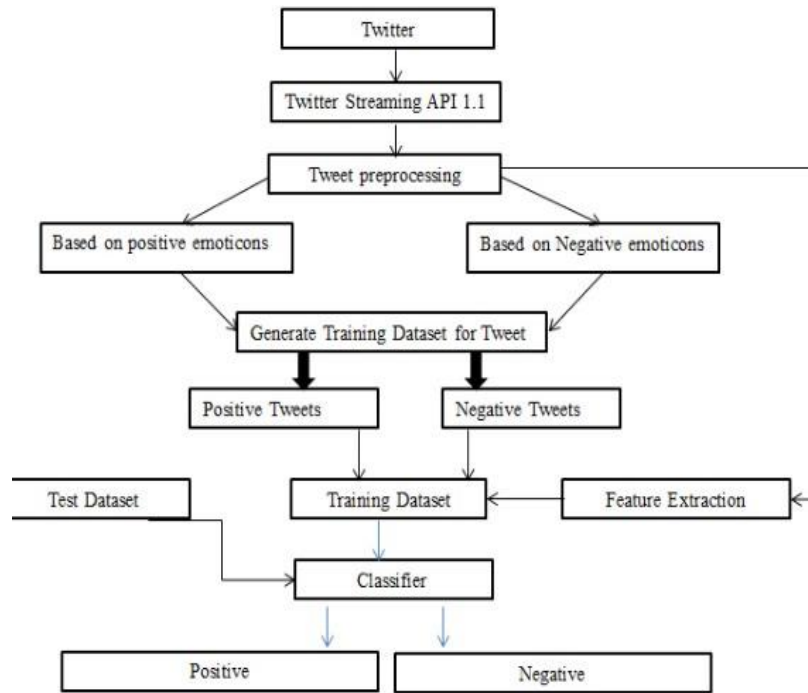 Twitter
Twitter Streaming API 1.1
Tweet preprocessing
Based on positive emoticons
Based on Negative emoticons
Generate Training Dataset for Tweet
Positive Tweets
Negative Tweets
Test Dataset
Training Dataset
Feature Extraction
Classifier
Positive
Negative